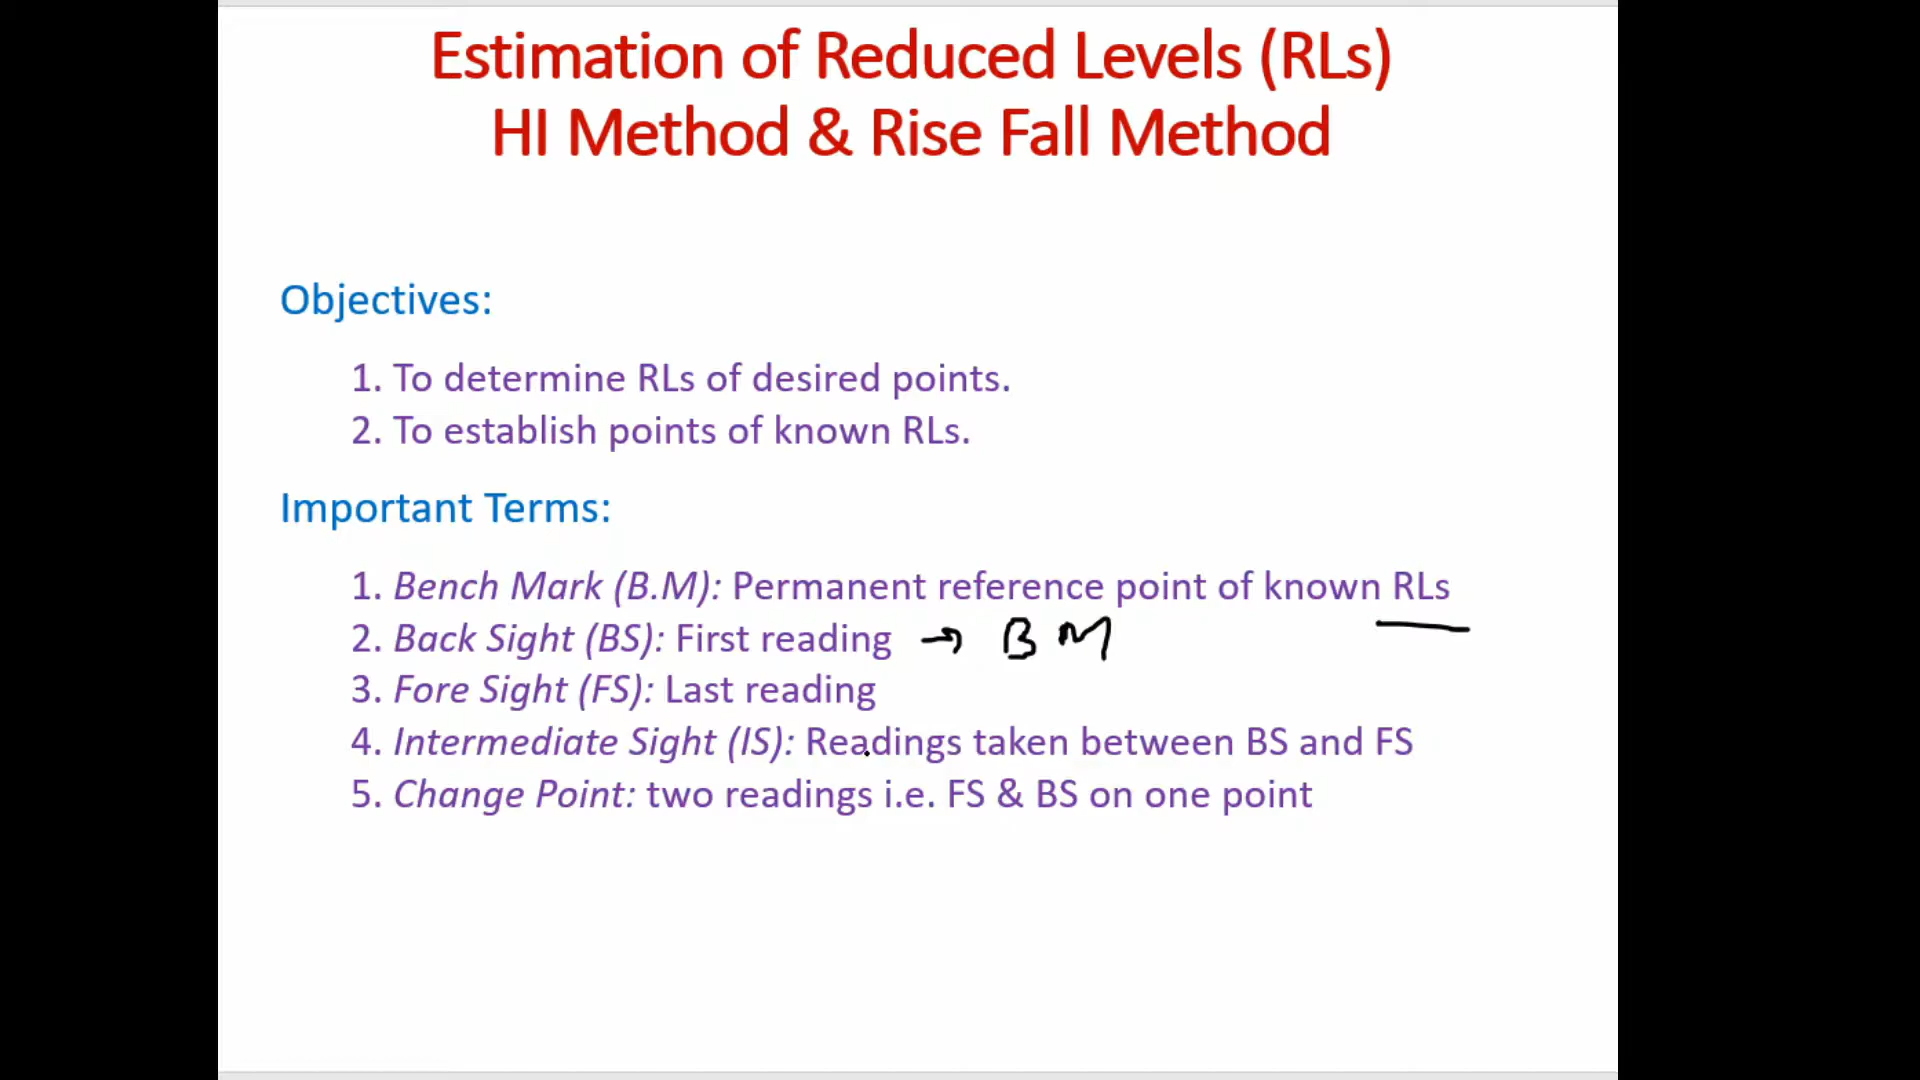 Estimation of Reduced Levels (RLs)
HI Method & Rise Fall Method
Objectives:
1. To determine RLs of desired points.
2. To establish points of known RLs.
Important Terms:
1. Bench Mark (B.M): Permanent reference point of known RLs
2. Back Sight (BS): First reading → BM
3. Fore Sight (FS): Last reading
4. Intermediate Sight (IS): Readings taken between BS and FS
5. Change Point: two readings i.e. FS & BS on one point